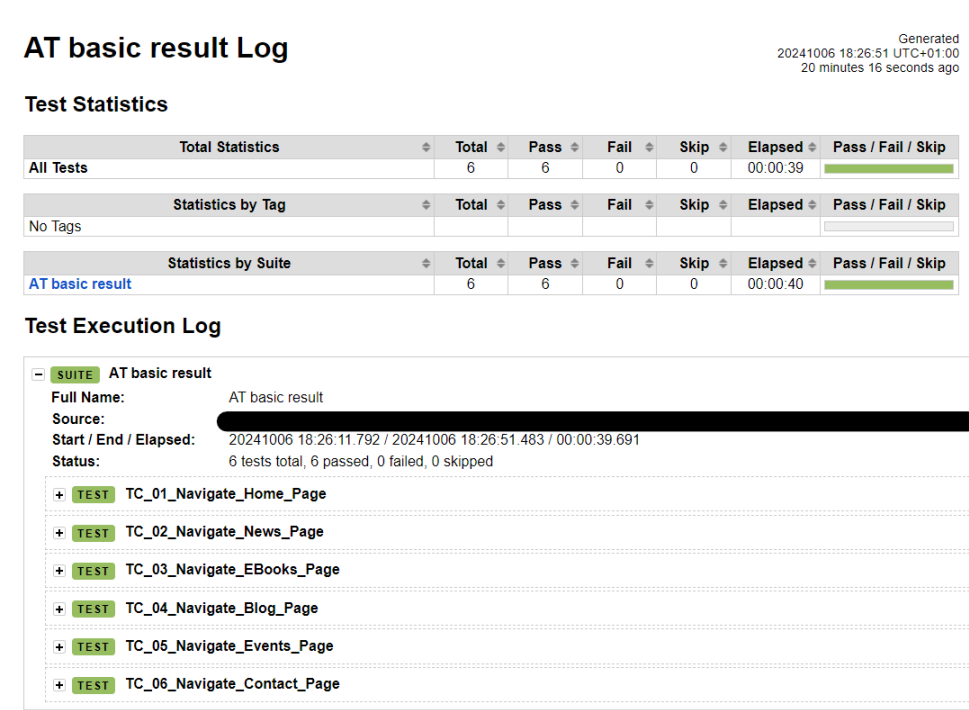 AT basic result Log
Generated
20241006 18:26:51 UTC+01:00
20 minutes 16 seconds ago
Test Statistics
Total Statistics Total Pass Fail Skip Elapsed Pass / Fail / Skip
All Tests 6 6 0 0 00:00:39
Statistics by Tag Total Pass Fail Skip Elapsed Pass / Fail / Skip
No Tags
Statistics by Suite Total Pass Fail Skip Elapsed Pass / Fail / Skip
AT basic result 6 6 0 0 00:00:40
Test Execution Log
SUITE AT basic result
Full Name: AT basic result
Source:
Start / End / Elapsed: 20241006 18:26:11.792 / 20241006 18:26:51.483 / 00:00:39.691
Status: 6 tests total, 6 passed, 0 failed, 0 skipped
TEST TC_01_Navigate_Home_Page
TEST TC_02_Navigate_News_Page
TEST TC_03_Navigate_EBooks_Page
TEST TC_04_Navigate_Blog_Page
TEST TC_05_Navigate_Events_Page
TEST TC_06_Navigate_Contact_Page